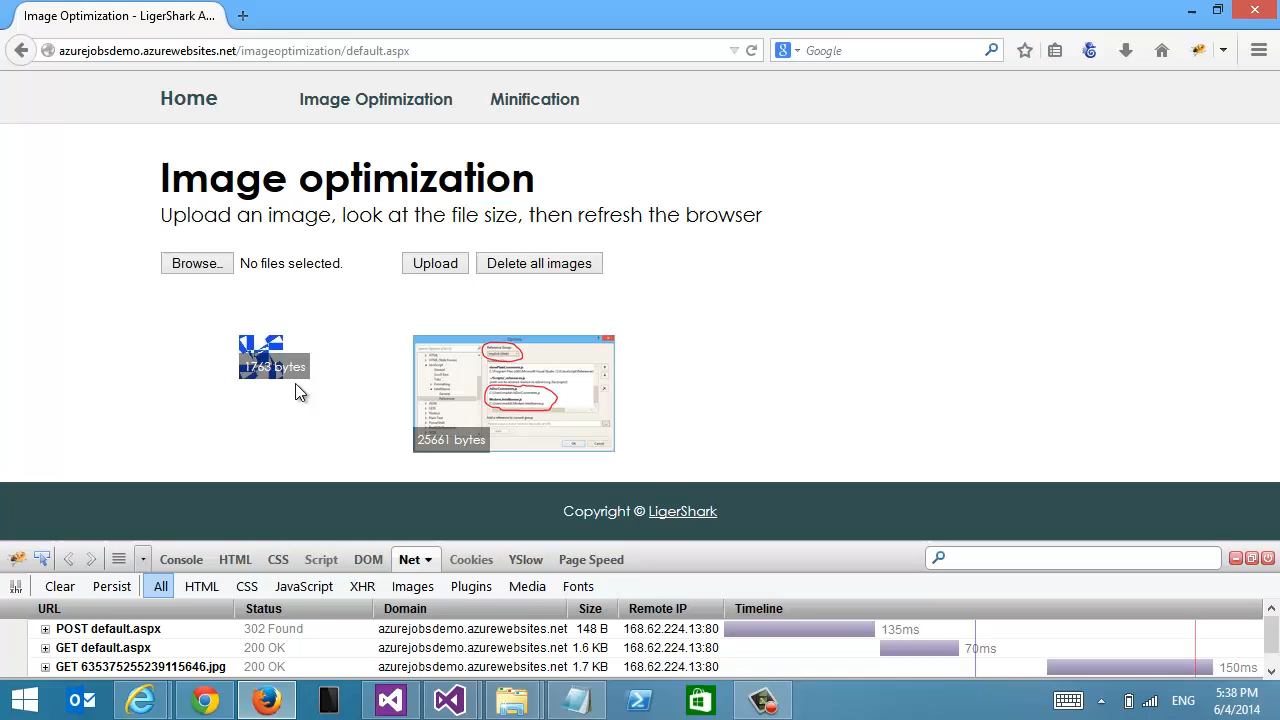 Image Optimization - LigerShark A...
azurejobsdemo.azurewebsites.net/imageoptimization/default.aspx
Google
Home Image Optimization Minification
Image optimization
Upload an image, look at the file size, then refresh the browser
Browse... No files selected. Upload Delete all images
1763 bytes
25661 bytes
Copyright © LigerShark
Console HTML CSS Script DOM Net Cookies YSlow Page Speed
Clear Persist All HTML CSS JavaScript XHR Images Plugins Media Fonts
URL Status Domain Size Remote IP Timeline
POST default.aspx 302 Found azurejobsdemo.azurewebsites.net 148 B 168.62.224.13:80 135ms
GET default.aspx 200 OK azurejobsdemo.azurewebsites.net 1.6 KB 168.62.224.13:80 70ms
GET 635375255239115646.jpg 200 OK azurejobsdemo.azurewebsites.net 1.7 KB 168.62.224.13:80 150ms
ENG
5:38 PM
6/4/2014